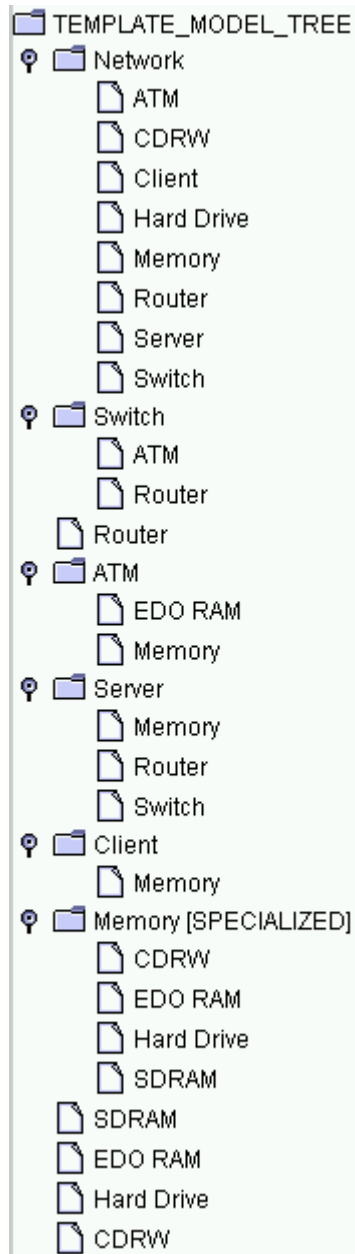 TEMPLATE_MODEL_TREE
Network
ATM
CDRW
Client
Hard Drive
Memory
Router
Server
Switch
Switch
ATM
Router
Router
ATM
EDO RAM
Memory
Server
Memory
Router
Switch
Client
Memory
Memory [SPECIALIZED]
CDRW
EDO RAM
Hard Drive
SDRAM
SDRAM
EDO RAM
Hard Drive
CDRW